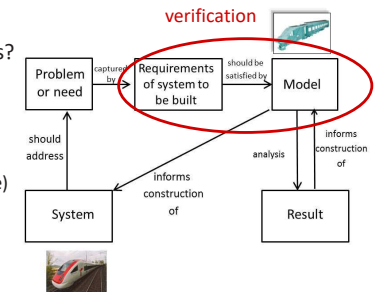 verification
s?
Problem
or need
captured
by
Requirements
of system to
be built
should be
satisfied by
Model
should
address
informs
construction
of
analysis
informs
construction
of
e)
System
Result